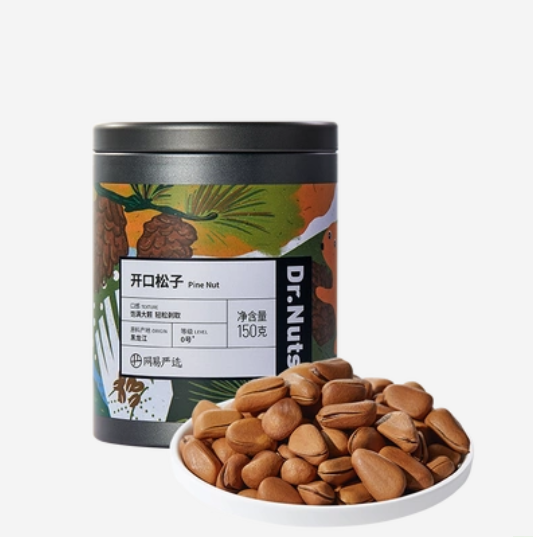 开口松子 Pine Nut
口感 TEXTURE
饱满大颗 轻松剥取
原料产地 ORIGIN
黑龙江
等级 LEVEL
0号+
净含量
150克
网易严选
Dr.Nuts